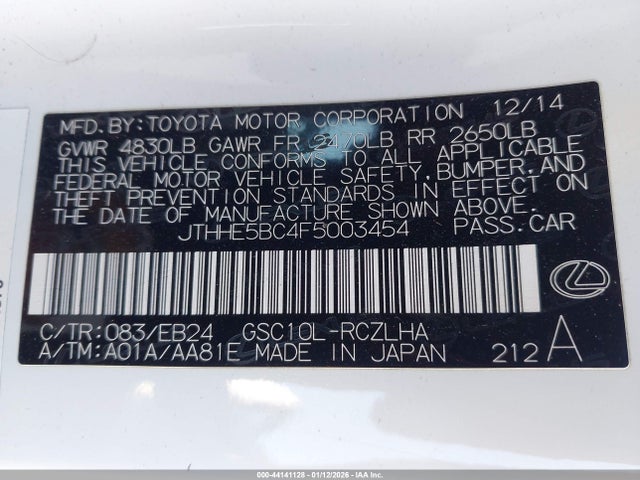 MFD.BY:TOYOTA MOTOR CORPORATION 12/14
GVWR 4830LB GAWR FR 2470LB RR 2650LB
THIS VEHICLE CONFORMS TO ALL APPLICABLE
FEDERAL MOTOR VEHICLE SAFETY,BUMPER,AND
THEFT PREVENTION STANDARDS IN EFFECT ON
THE DATE OF MANUFACTURE SHOWN ABOVE.
JTHHE5BC4F5003454 PASS.CAR
C/TR:083/EB24 GSC10L-RCZLHA
A/TM:A01A/AA81E MADE IN JAPAN 212 A
000-44141128 - 01/12/2026 - IAAI.COM